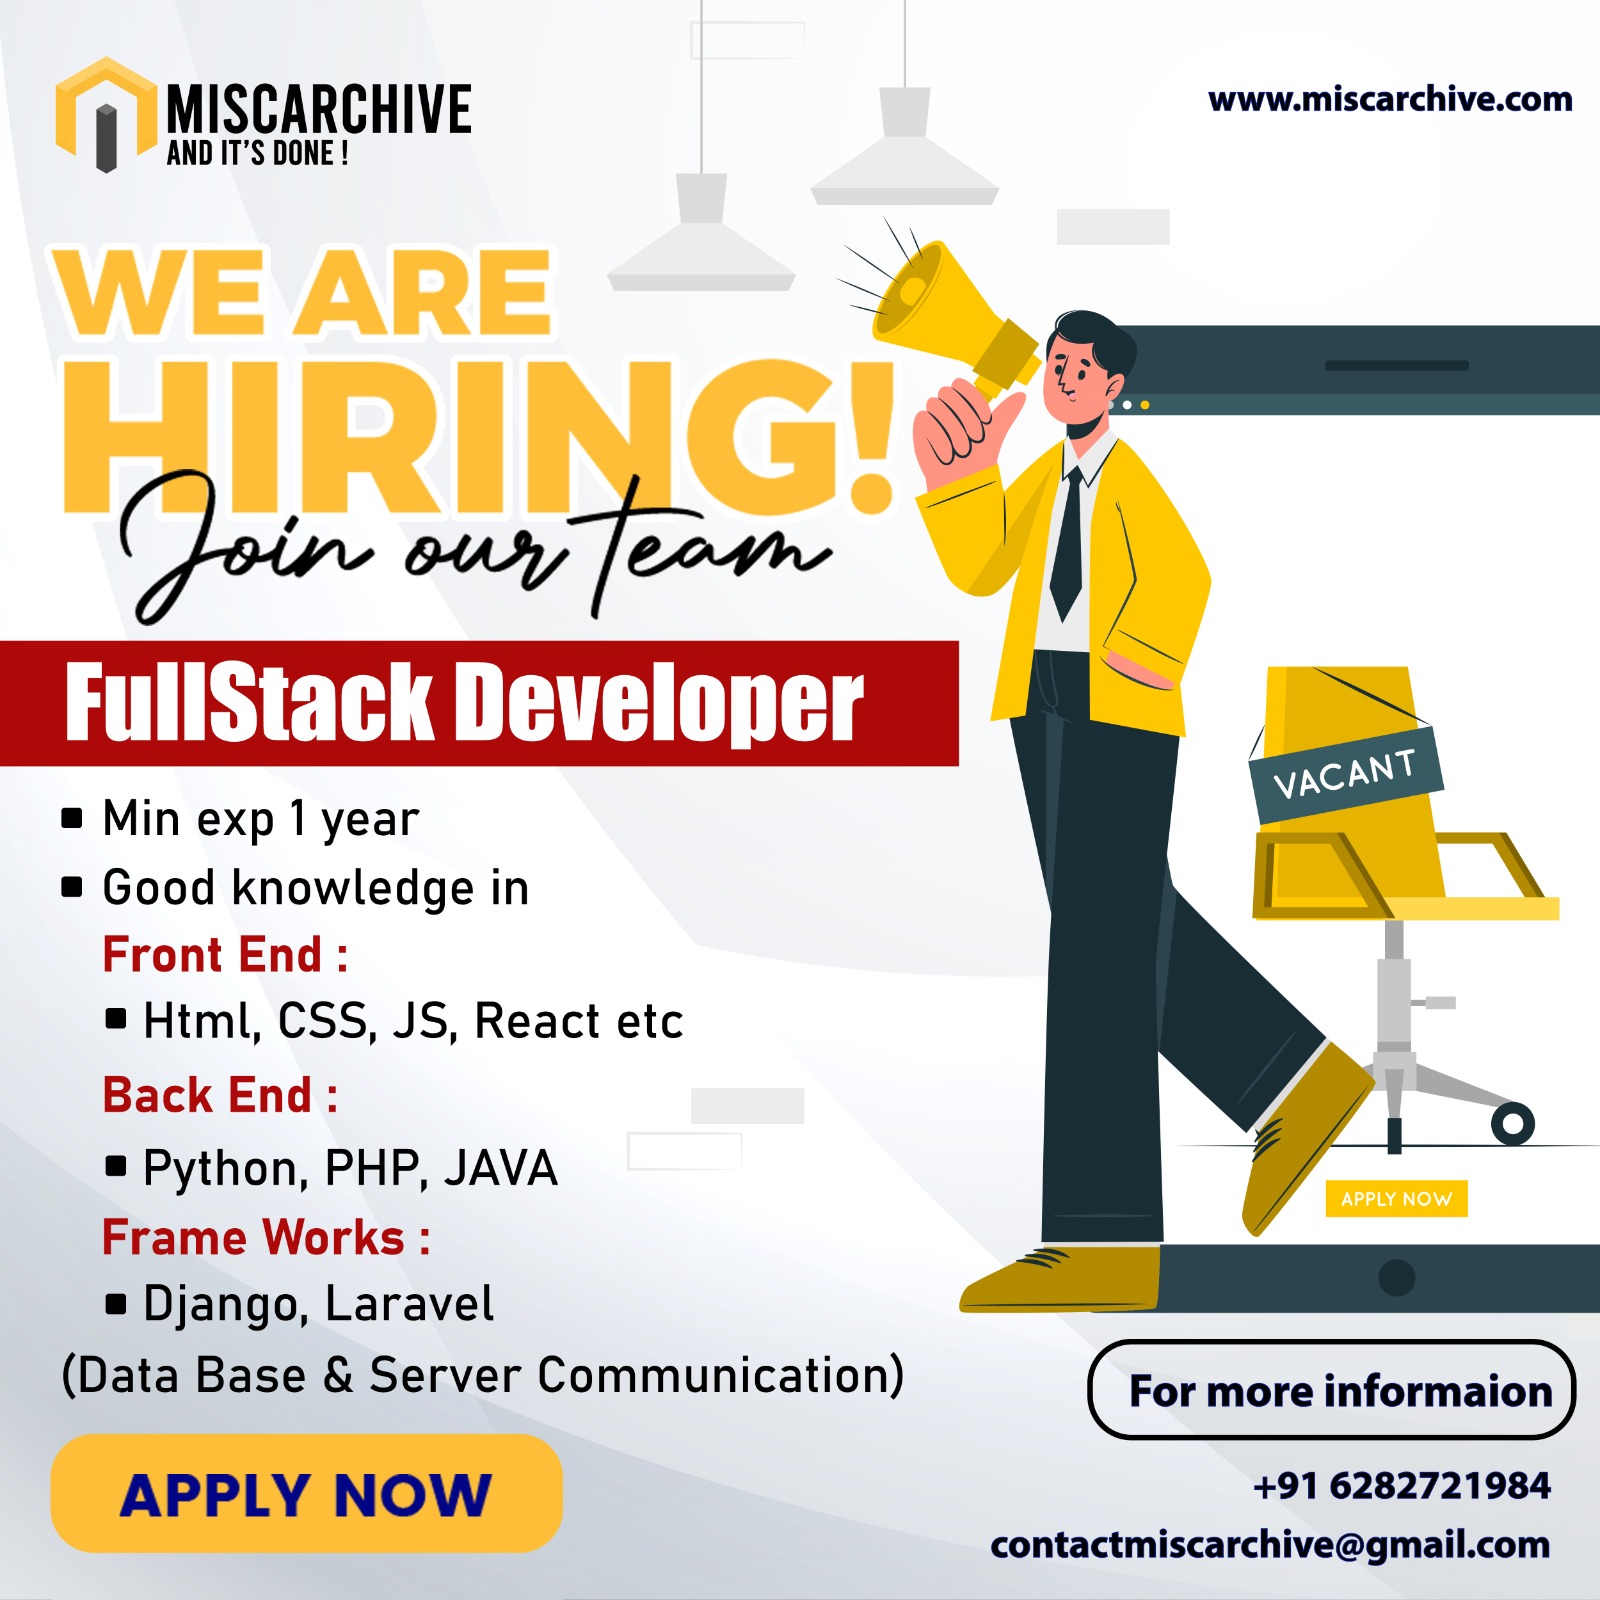 MISCARCHIVE
AND IT'S DONE !
www.miscarchive.com
WE ARE
HIRING!
Join our team
FullStack Developer
Min exp 1 year
Good knowledge in
Front End :
Html, CSS, JS, React etc
Back End :
Python, PHP, JAVA
Frame Works :
Django, Laravel
(Data Base & Server Communication)
APPLY NOW
VACANT
APPLY NOW
For more informaion
+91 6282721984
contactmiscarchive@gmail.com